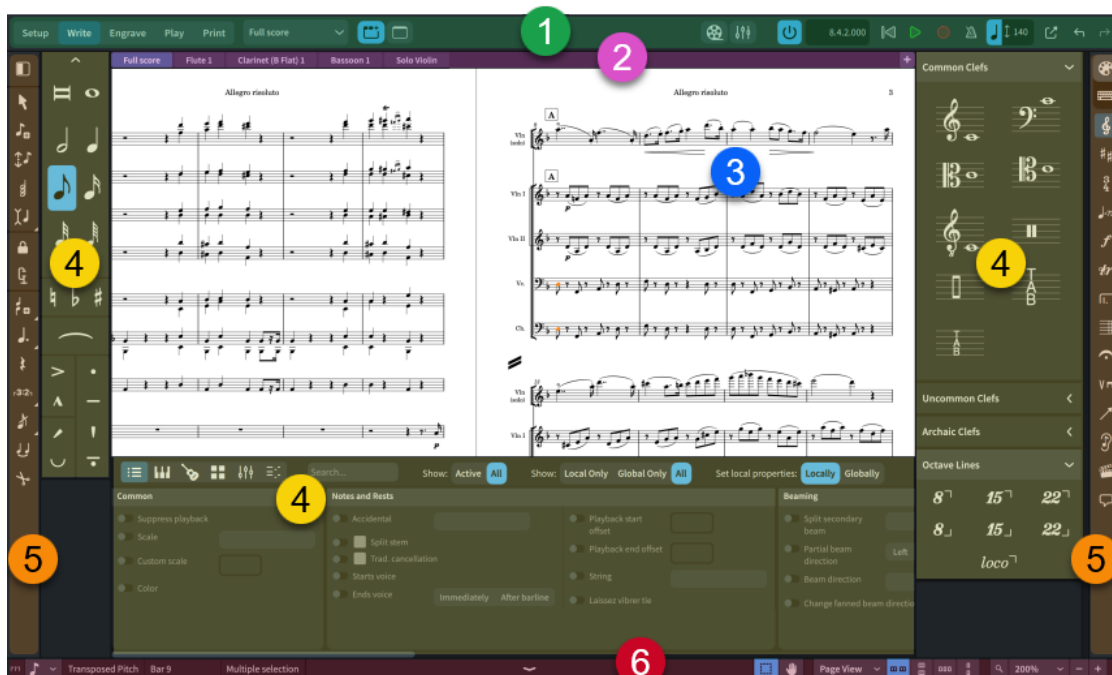 Setup Write Engrave Play Print Full score 1 8.4.2.000 140
Full score Flute 1 Clarinet (B Flat) 1 Bassoon 1 Solo Violin 2 +
Allegro risoluto
Allegro risoluto 3
A
Vln (solo)
3
A
Vln I
p
Vln II
p
Vc.
Cb.
Vln (solo)
Vln I
p
4
Common Clefs
4
TAB
TAB
Uncommon Clefs
Archaic Clefs
Octave Lines
8 15 22
8 15 22
loco
5
5
Search... Show: Active All Show: Local Only Global Only All Set local properties: Locally Globally
4
Common
Suppress playback
Scale
Custom scale
Color
Notes and Rests
Accidental
Split stem
Trad. cancellation
Starts voice
Ends voice Immediately After barline
Playback start offset
Playback end offset
String
Laissez vibrer tie
Beaming
Split secondary beam
Partial beam direction Left
Beam direction
Change fanned beam directio
Transposed Pitch Bar 9 Multiple selection 6 Page View 200%